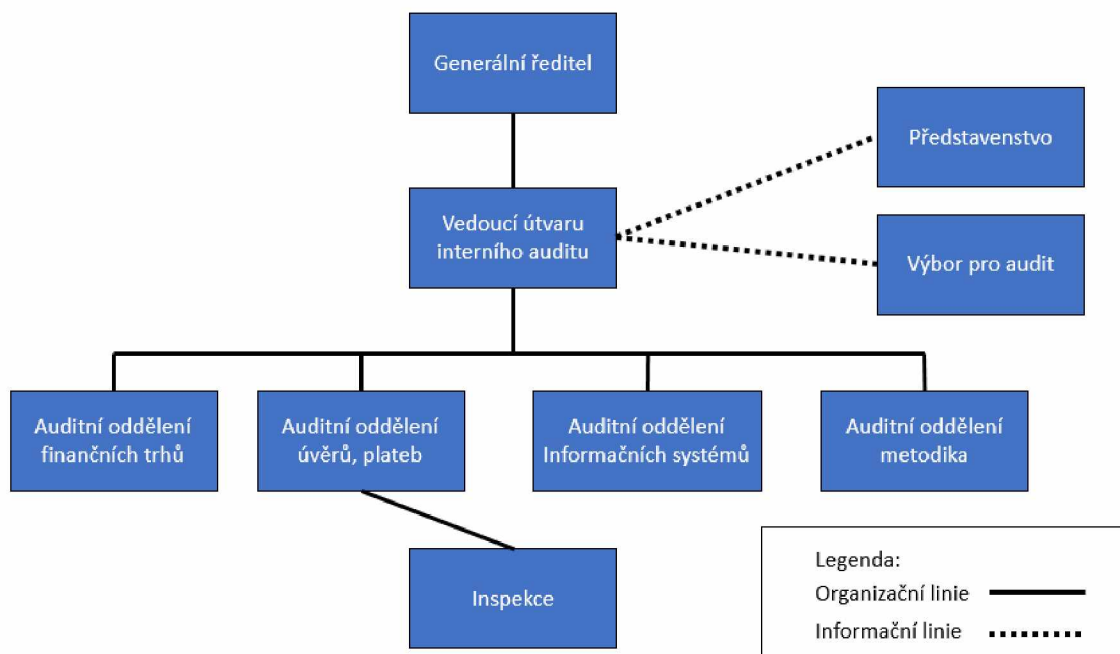 Generální ředitel
Představenstvo
Vedoucí útvaru
interního auditu
Výbor pro audit
Auditní oddělení
finančních trhů
Auditní oddělení
úvěrů, plateb
Auditní oddělení
Informačních systémů
Auditní oddělení
metodika
Inspekce
Legenda:
Organizační linie
Informační linie